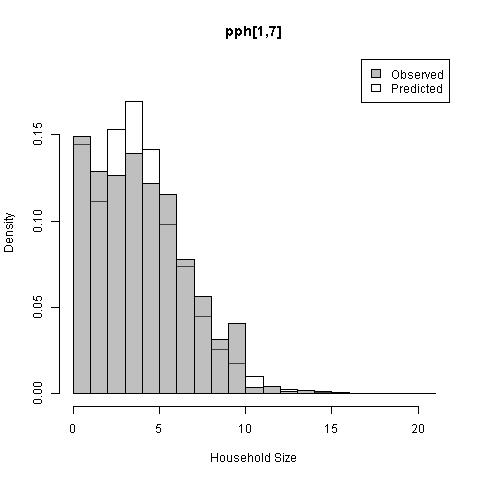 pph[1,7]
Observed
Predicted
Density
0.15
0.10
0.05
0.00
0 5 10 15 20
Household Size